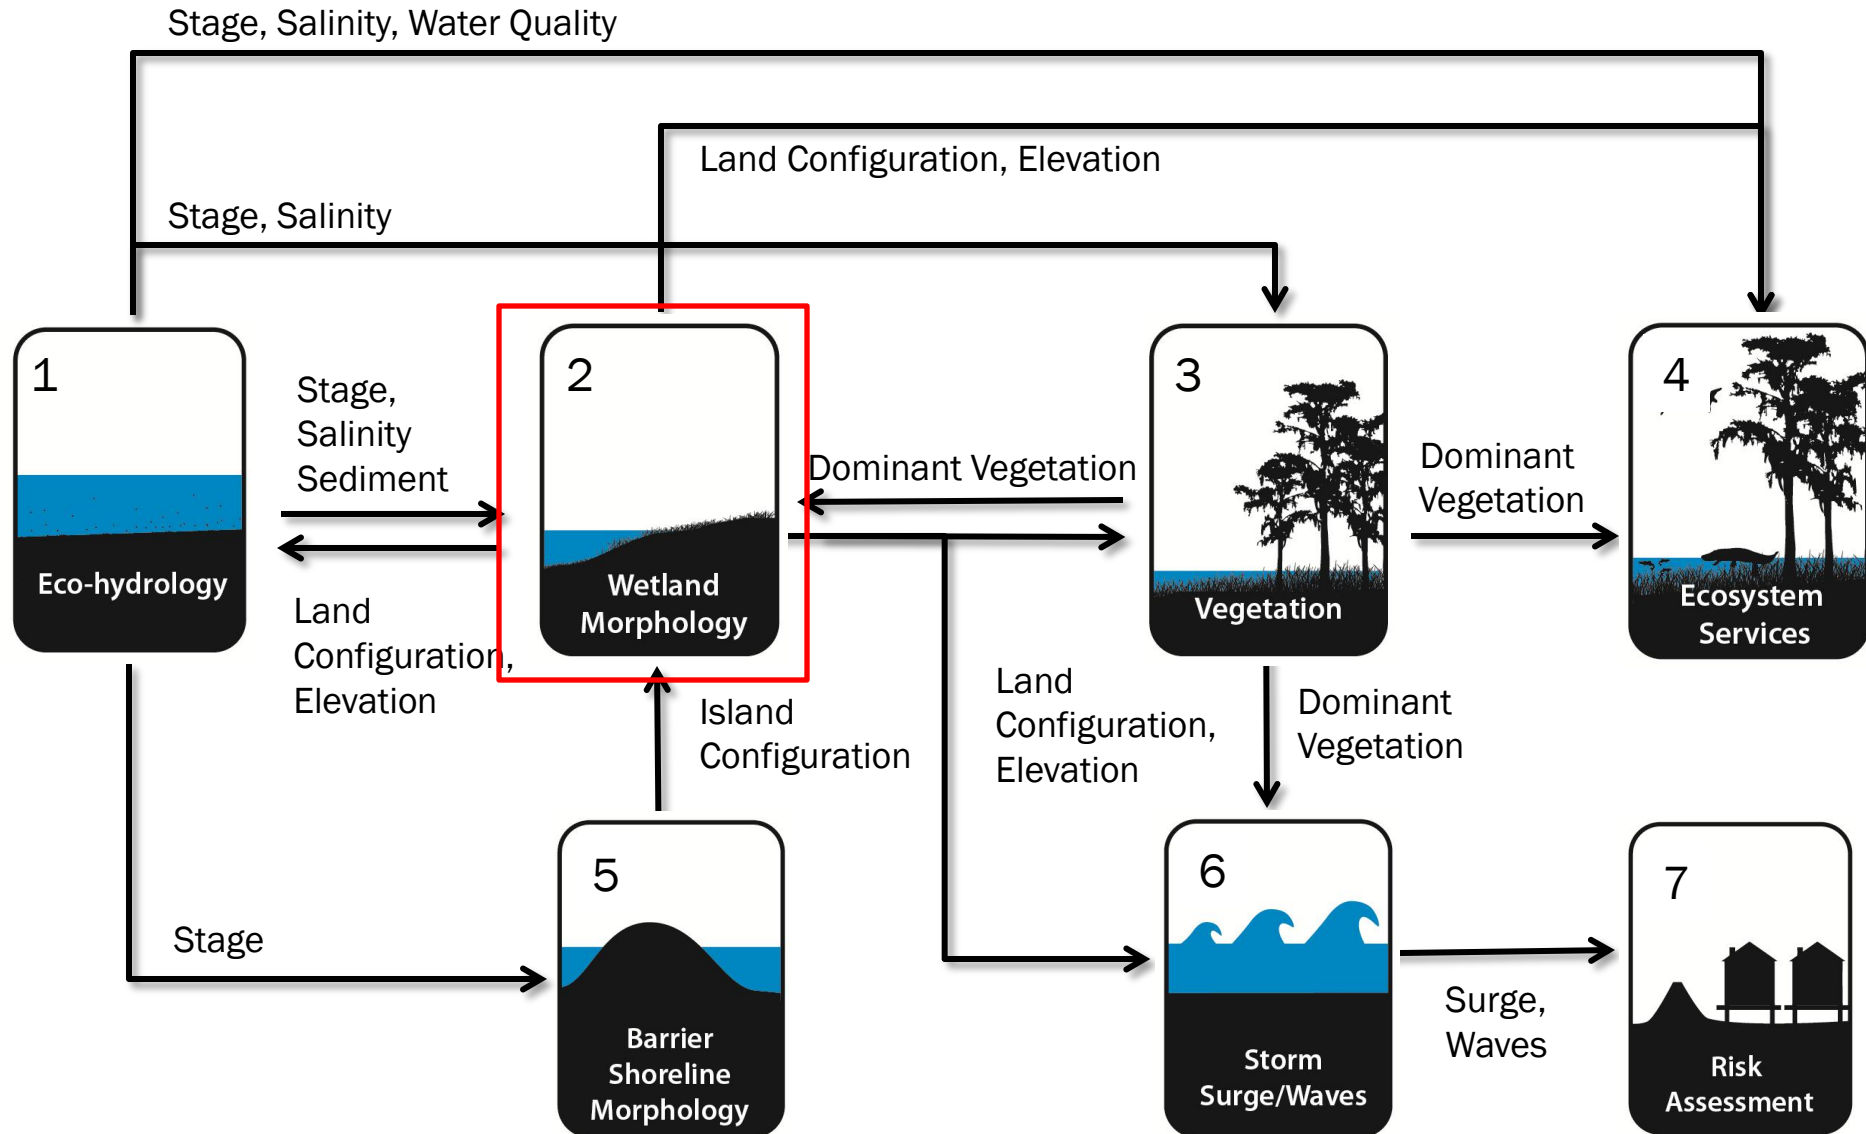 Stage, Salinity, Water Quality
Land Configuration, Elevation
Stage, Salinity
1
Eco-hydrology
Stage,
Salinity
Sediment
Land
Configuration,
Elevation
2
Wetland
Morphology
Dominant Vegetation
3
Vegetation
Dominant
Vegetation
4
Ecosystem
Services
Island
Configuration
Land
Configuration,
Elevation
Dominant
Vegetation
Stage
5
Barrier
Shoreline
Morphology
6
Storm
Surge/Waves
Surge,
Waves
7
Risk
Assessment